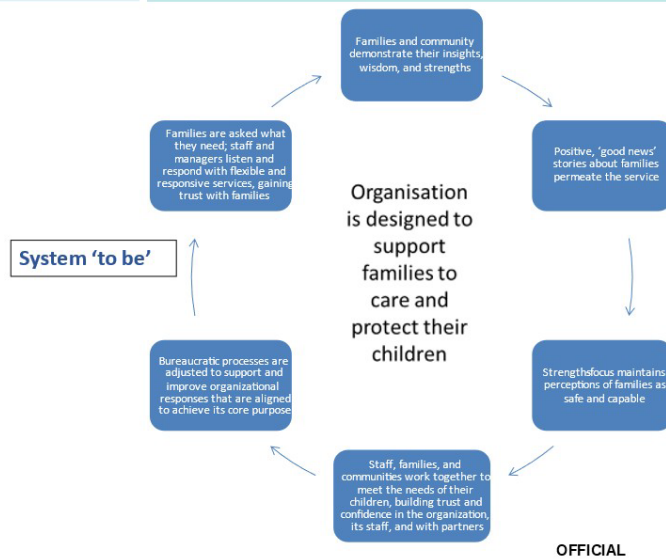 Families and community
demonstrate their insights,
wisdom, and strengths
Positive, ‘good news’
stories about families
permeate the service
Strengthsfocus maintains
perceptions of families as
safe and capable
Staff, families, and
communities work together to
meet the needs of their
children, building trust and
confidence in the organization,
its staff, and with partners
Bureaucratic processes are
adjusted to support and
improve organizational
responses that are aligned
to achieve its core purpose
Families are asked what
they need; staff and
managers listen and
respond with flexible and
responsive services, gaining
trust with families
Organisation
is designed to
support
families to
care and
protect their
children
System ‘to be’
OFFICIAL